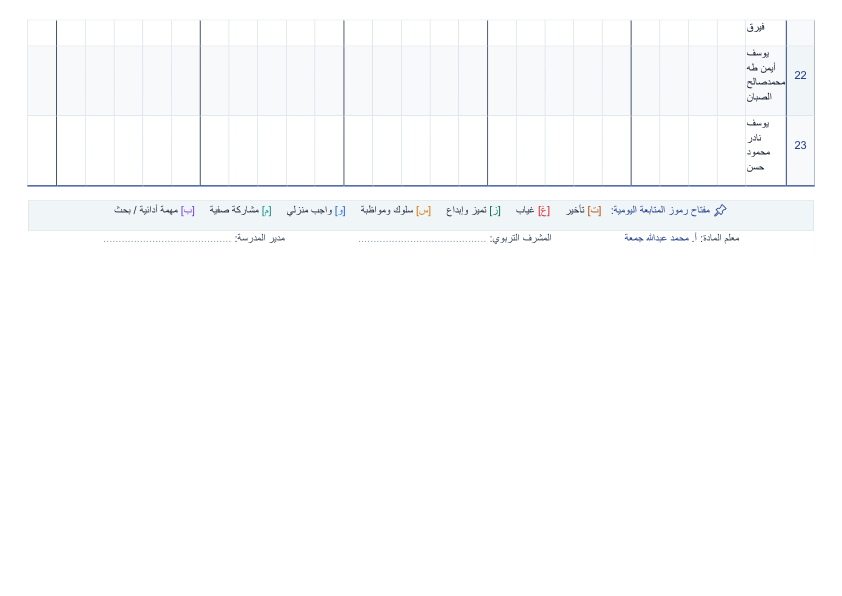 فيرق
22
يوسف
أيمن طه
محمدصالح
الصبان
23
يوسف
نادر
محمود
حسن
مفتاح رموز المتابعة اليومية: [ت] تأخير [غ] غياب [ز] تميز وإبداع [س] سلوك ومواظبة [و] واجب منزلي [م] مشاركة صفية [ب] مهمة أدائية / بحث
معلم المادة: أ. محمد عبدالله جمعة المشرف التربوي: .......................................... مدير المدرسة: ..........................................